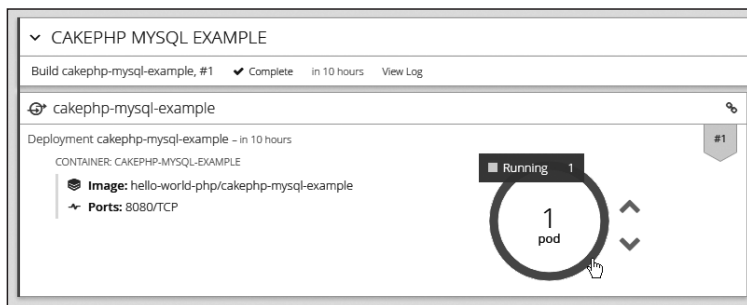 CAKEPHP MYSQL EXAMPLE
Build cakephp-mysql-example, #1 Complete in 10 hours View Log
cakephp-mysql-example
Deployment cakephp-mysql-example – in 10 hours
#1
CONTAINER: CAKEPHP-MYSQL-EXAMPLE
Running 1
Image: hello-world-php/cakephp-mysql-example
Ports: 8080/TCP
1
pod